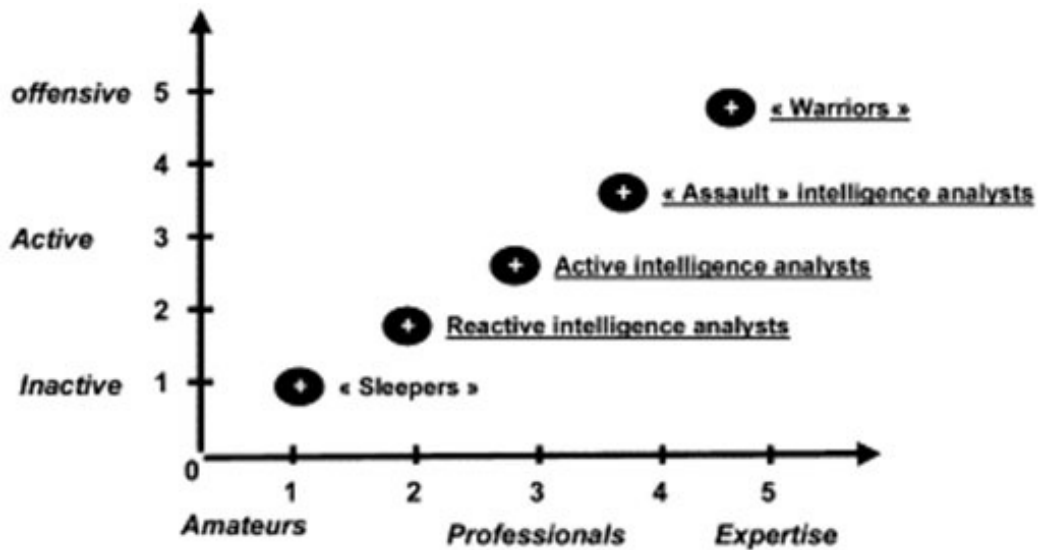 offensive 5 « Warriors »
4 « Assault » intelligence analysts
Active 3 Active intelligence analysts
2 Reactive intelligence analysts
Inactive 1 « Sleepers »
0
1 2 3 4 5
Amateurs Professionals Expertise